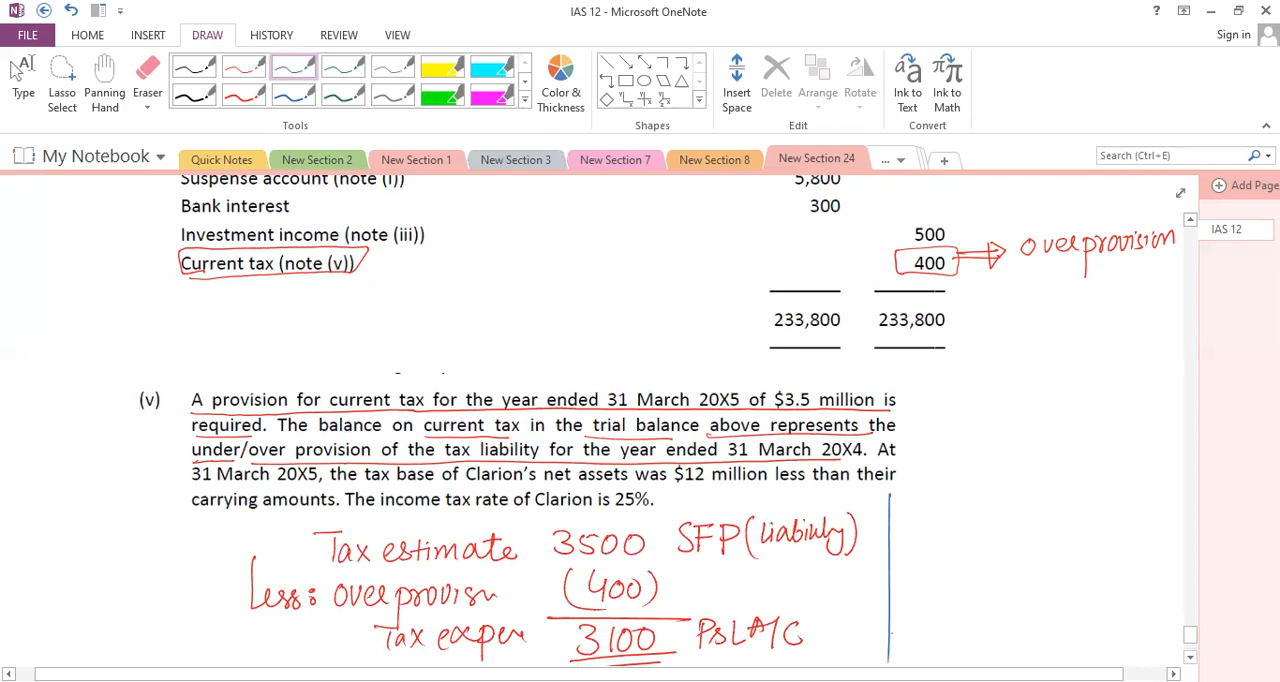 IAS 12 - Microsoft OneNote
FILE HOME INSERT DRAW HISTORY REVIEW VIEW
Sign in
Type Lasso Select Panning Hand Eraser Color & Thickness Insert Space Delete Arrange Rotate Ink to Text Ink to Math
Tools Shapes Edit Convert
My Notebook Quick Notes New Section 2 New Section 1 New Section 3 New Section 7 New Section 8 New Section 24 ... + Search (Ctrl+E)
Add Page
IAS 12
Suspense account (note (i)) 5,800
Bank interest 300
Investment income (note (iii)) 500
Current tax (note (v)) 400
overprovision
233,800 233,800
(v) A provision for current tax for the year ended 31 March 20X5 of $3.5 million is
required. The balance on current tax in the trial balance above represents the
under/over provision of the tax liability for the year ended 31 March 20X4. At
31 March 20X5, the tax base of Clarion's net assets was $12 million less than their
carrying amounts. The income tax rate of Clarion is 25%.
Tax estimate 3500 SFP (liability)
Less: overprovisn (400)
Tax expen 3100 P&L A/C